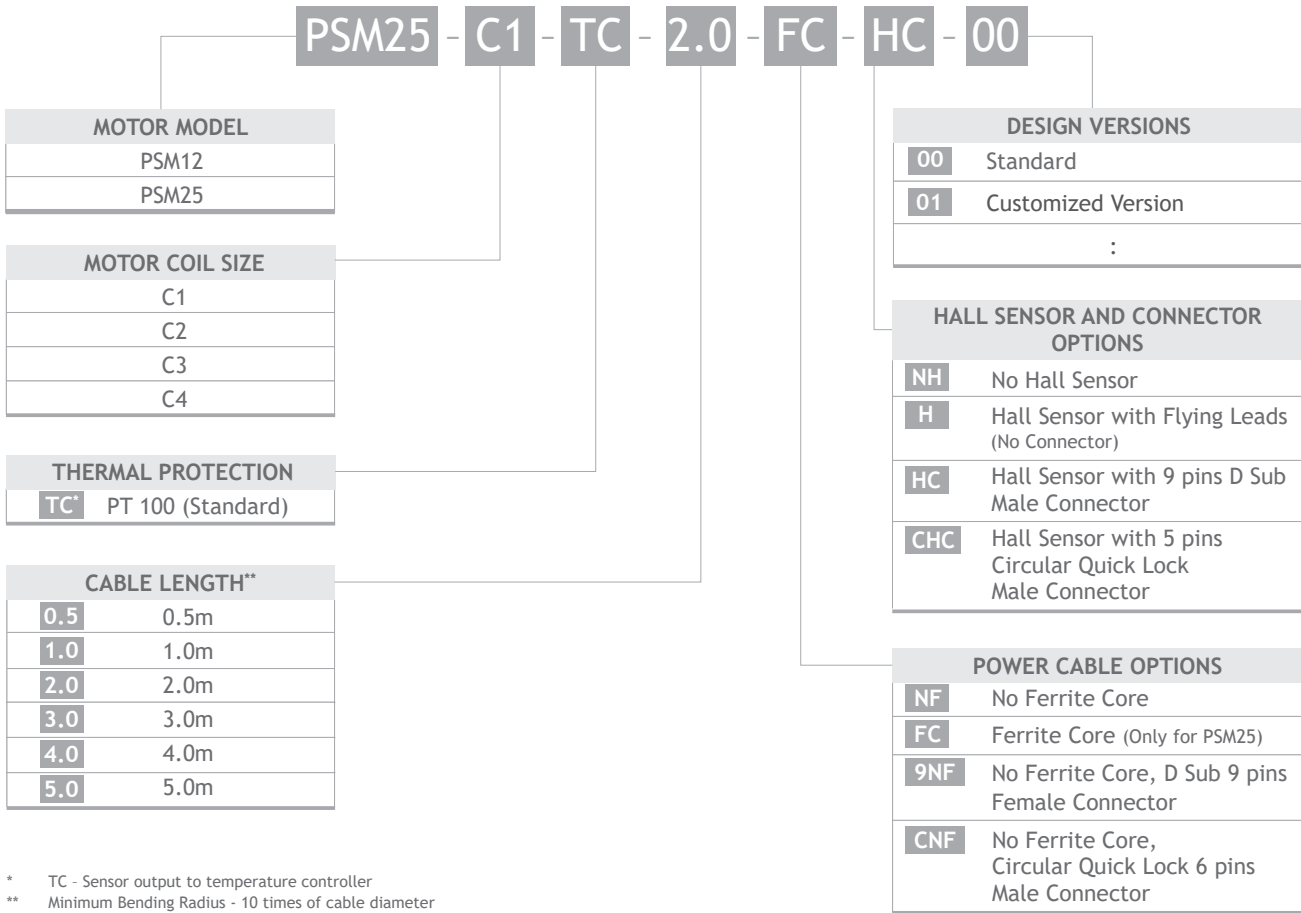 PSM25 - C1 - TC - 2.0 - FC - HC - 00
MOTOR MODEL
PSM12
PSM25
MOTOR COIL SIZE
C1
C2
C3
C4
THERMAL PROTECTION
TC* PT 100 (Standard)
CABLE LENGTH**
0.5 0.5m
1.0 1.0m
2.0 2.0m
3.0 3.0m
4.0 4.0m
5.0 5.0m
* TC - Sensor output to temperature controller
** Minimum Bending Radius - 10 times of cable diameter
DESIGN VERSIONS
00 Standard
01 Customized Version
:
HALL SENSOR AND CONNECTOR
OPTIONS
NH No Hall Sensor
H Hall Sensor with Flying Leads
(No Connector)
HC Hall Sensor with 9 pins D Sub
Male Connector
CHC Hall Sensor with 5 pins
Circular Quick Lock
Male Connector
POWER CABLE OPTIONS
NF No Ferrite Core
FC Ferrite Core (Only for PSM25)
9NF No Ferrite Core, D Sub 9 pins
Female Connector
CNF No Ferrite Core,
Circular Quick Lock 6 pins
Male Connector